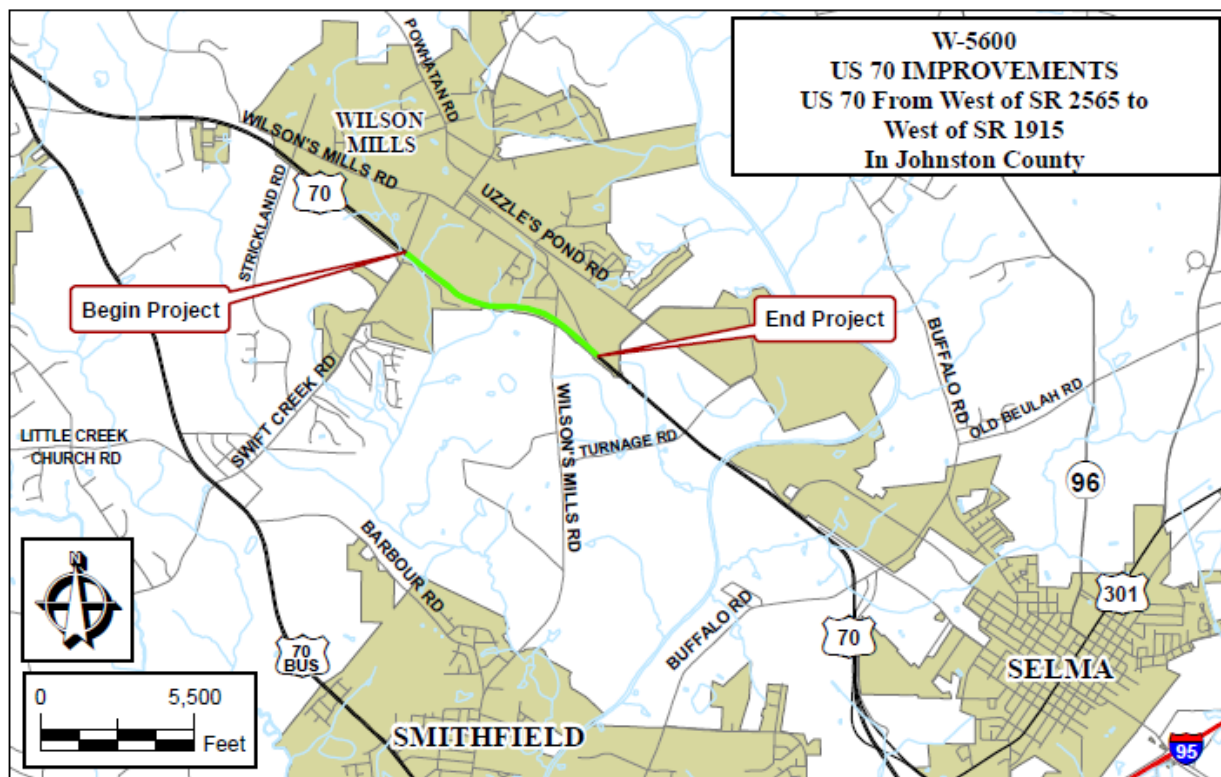 W-5600
US 70 IMPROVEMENTS
US 70 From West of SR 2565 to
West of SR 1915
In Johnston County
POWHATAN RD
WILSON
MILLS
WILSON'S MILLS RD
70
UZZLE'S POND RD
STRICKLAND RD
Begin Project
End Project
BUFFALO RD
OLD BEULAH RD
SWIFT CREEK RD
WILSON'S MILLS RD
TURNAGE RD
LITTLE CREEK
CHURCH RD
96
BARBOUR RD
N
301
BUFFALO RD
70
70
BUS
SELMA
0 5,500
Feet
SMITHFIELD
95